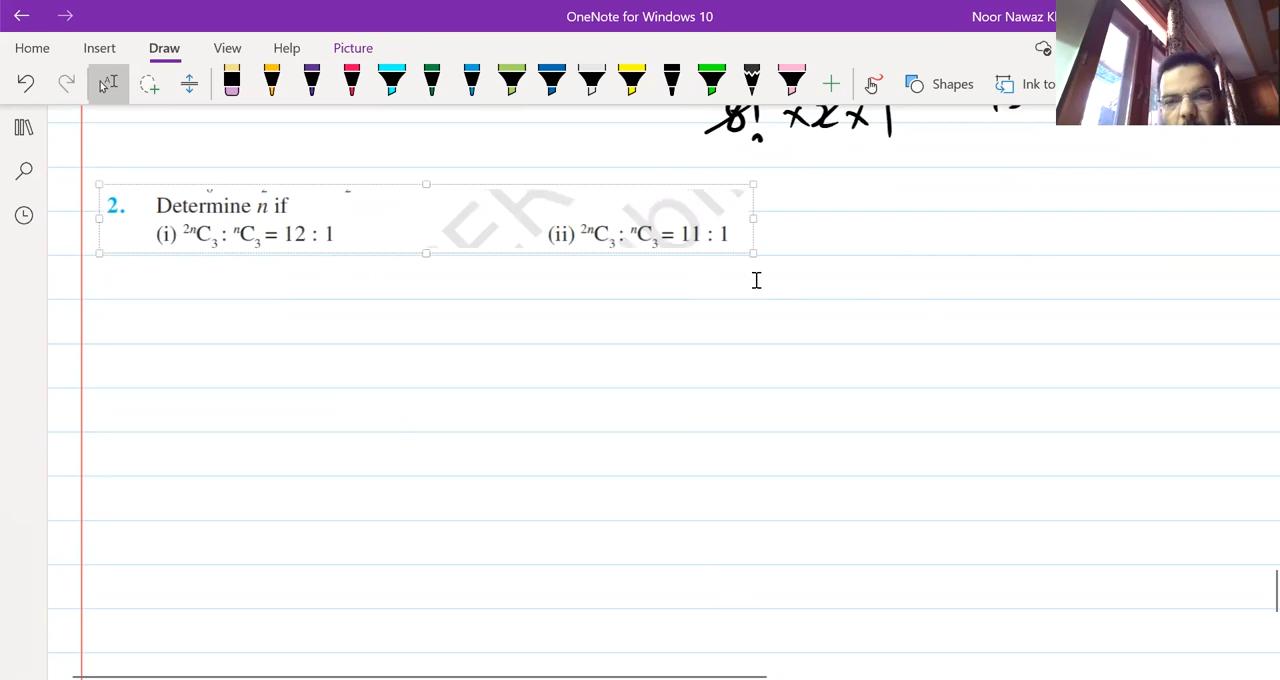 OneNote for Windows 10
Noor Nawaz Kh
Home Insert Draw View Help Picture
Shapes Ink to
8! x2x1
2. Determine n if
(i) ²ⁿC₃ : ⁿC₃ = 12 : 1 (ii) ²ⁿC₃ : ⁿC₃ = 11 : 1